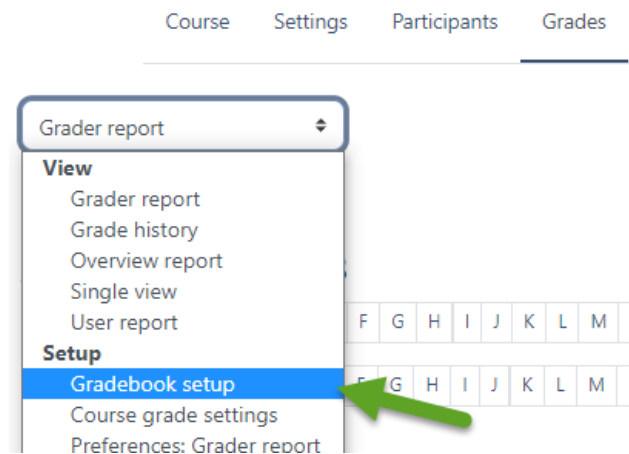 Course Settings Participants Grades
Grader report
View
Grader report
Grade history
Overview report
Single view
User report
F G H I J K L M
Setup
Gradebook setup
G H I J K L M
Course grade settings
Preferences: Grader report